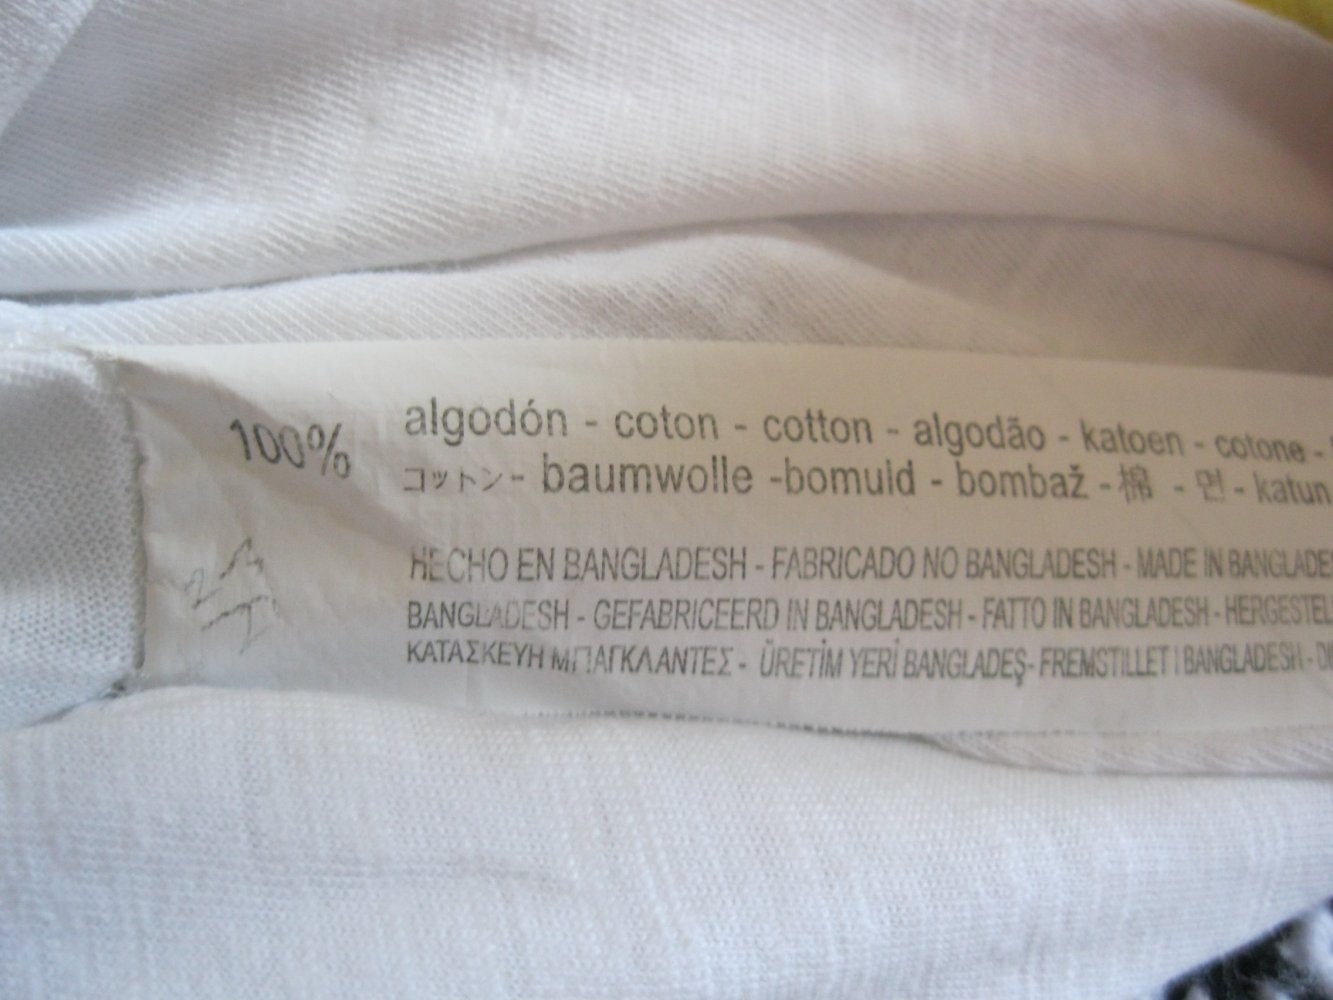 100%
algodón - coton - cotton - algodão - katoen - cotone -
コットン - baumwolle -bomuld - bombaž - 棉 - 면 - katun
HECHO EN BANGLADESH - FABRICADO NO BANGLADESH - MADE IN BANGLADE
BANGLADESH - GEFABRICEERD IN BANGLADESH - FATTO IN BANGLADESH - HERGESTEL
ΚΑΤΑΣΚΕΥΗ ΜΠΑΓΚΛΑΝΤΕΣ - ÜRETİM YERİ BANGLADEŞ- FREMSTILLET I BANGLADESH -